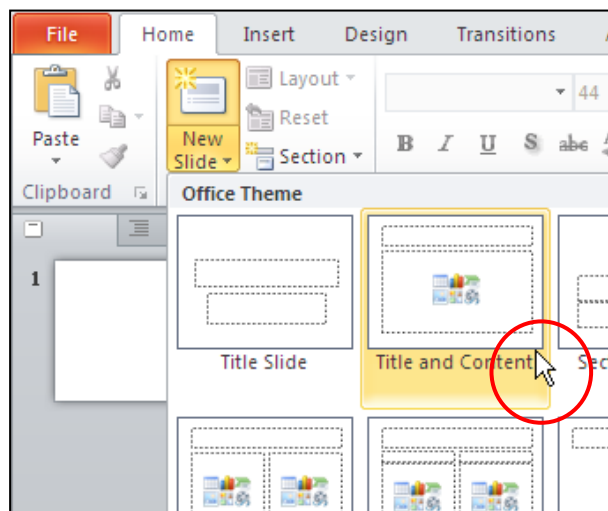 File Home Insert Design Transitions
Layout
Reset
44
Paste
New
Slide
Section
B I U S abc
Clipboard
Office Theme
1
Title Slide Title and Content Sec